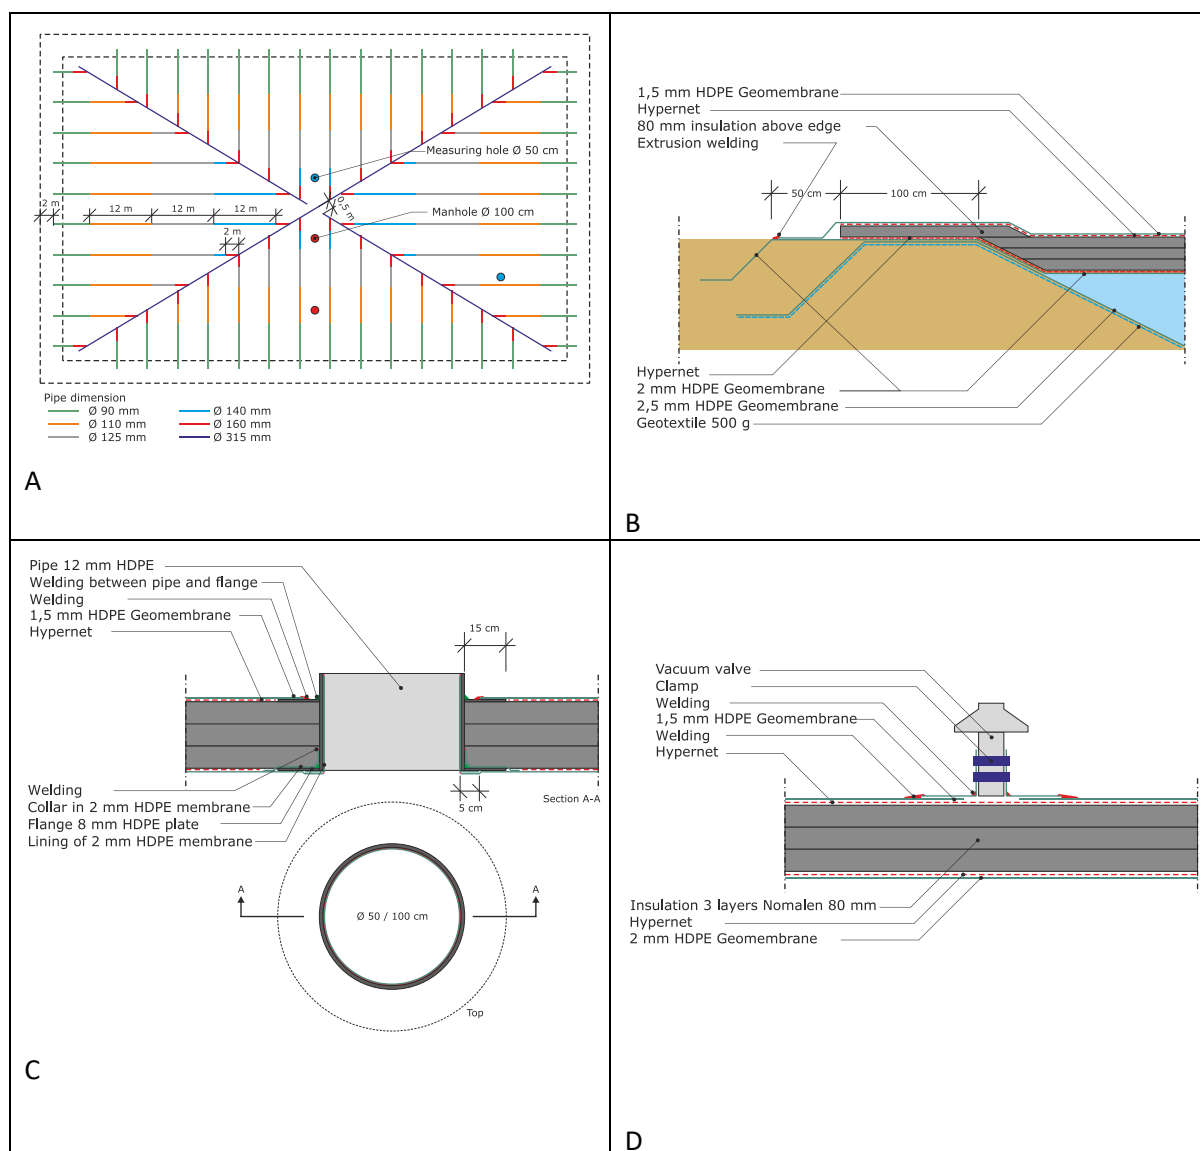 Measuring hole Ø 50 cm
0,5 m
2 m
12 m
12 m
12 m
Manhole Ø 100 cm
2 m
Pipe dimension
Ø 90 mm
Ø 140 mm
Ø 110 mm
Ø 160 mm
Ø 125 mm
Ø 315 mm
A
1,5 mm HDPE Geomembrane
Hypernet
80 mm insulation above edge
Extrusion welding
50 cm
100 cm
Hypernet
2 mm HDPE Geomembrane
2,5 mm HDPE Geomembrane
Geotextile 500 g
B
Pipe 12 mm HDPE
Welding between pipe and flange
Welding
1,5 mm HDPE Geomembrane
Hypernet
15 cm
Welding
Collar in 2 mm HDPE membrane
Flange 8 mm HDPE plate
Lining of 2 mm HDPE membrane
5 cm
Section A-A
A
A
Ø 50 / 100 cm
Top
C
Vacuum valve
Clamp
Welding
1,5 mm HDPE Geomembrane
Welding
Hypernet
Insulation 3 layers Nomalen 80 mm
Hypernet
2 mm HDPE Geomembrane
D